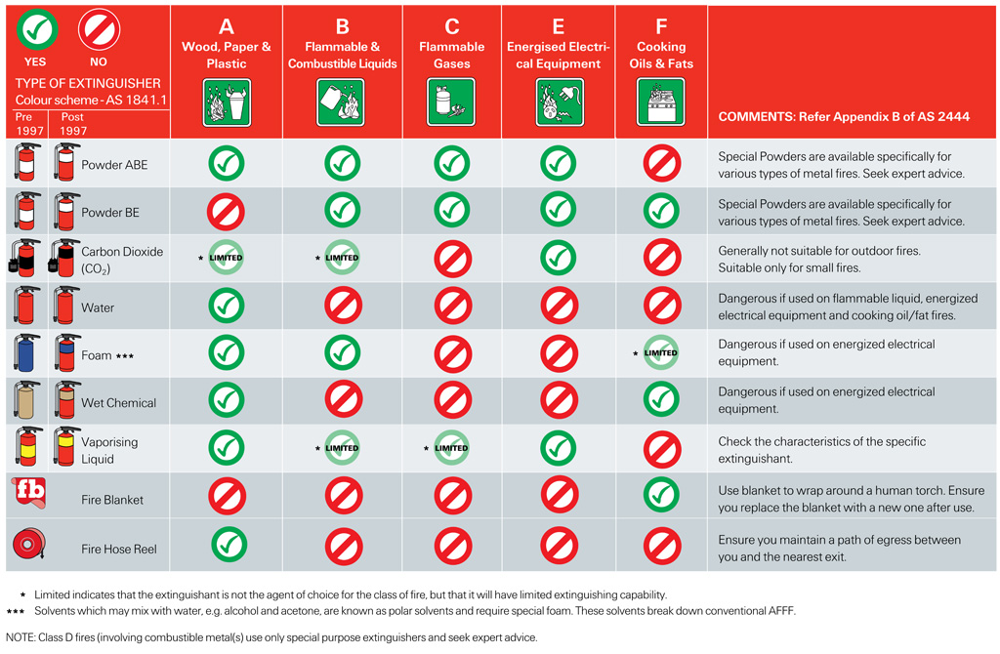 YES
NO
TYPE OF EXTINGUISHER
Colour scheme - AS 1841.1
Pre
1997
Post
1997
A
Wood, Paper &
Plastic
B
Flammable &
Combustible Liquids
C
Flammable
Gases
E
Energised Electri-
cal Equipment
F
Cooking
Oils & Fats
COMMENTS: Refer Appendix B of AS 2444
Powder ABE
Special Powders are available specifically for
various types of metal fires. Seek expert advice.
Powder BE
Special Powders are available specifically for
various types of metal fires. Seek expert advice.
Carbon Dioxide
(CO₂)
* LIMITED
* LIMITED
Generally not suitable for outdoor fires.
Suitable only for small fires.
Water
Dangerous if used on flammable liquid, energized
electrical equipment and cooking oil/fat fires.
Foam ***
* LIMITED
Dangerous if used on energized electrical
equipment.
Wet Chemical
Dangerous if used on energized electrical
equipment.
Vaporising
Liquid
* LIMITED
* LIMITED
Check the characteristics of the specific
extinguishant.
fb
Fire Blanket
Use blanket to wrap around a human torch. Ensure
you replace the blanket with a new one after use.
Fire Hose Reel
Ensure you maintain a path of egress between
you and the nearest exit.
* Limited indicates that the extinguishant is not the agent of choice for the class of fire, but that it will have limited extinguishing capability.
*** Solvents which may mix with water, e.g. alcohol and acetone, are known as polar solvents and require special foam. These solvents break down conventional AFFF.
NOTE: Class D fires (involving combustible metal(s) use only special purpose extinguishers and seek expert advice.